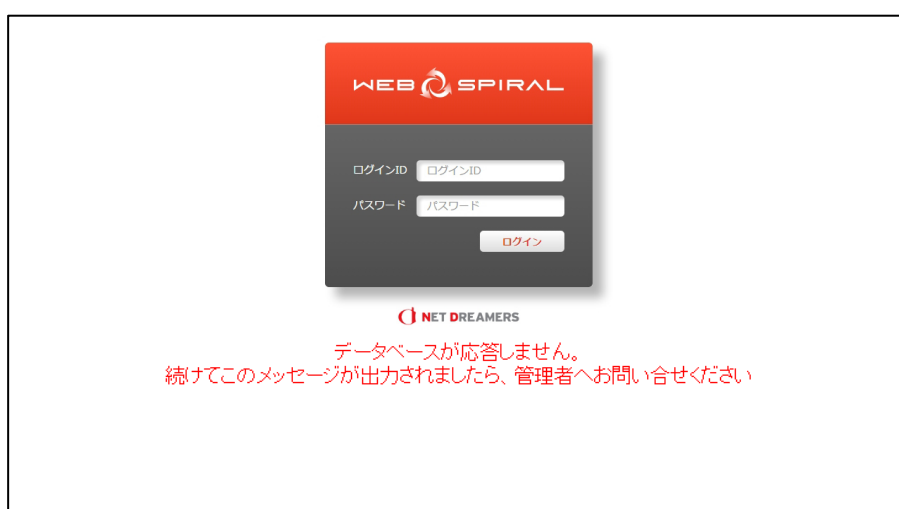 WEB SPIRAL
ログインID ログインID
パスワード パスワード
ログイン
NET DREAMERS
データベースが応答しません。
続けてこのメッセージが出力されましたら、管理者へお問い合せください